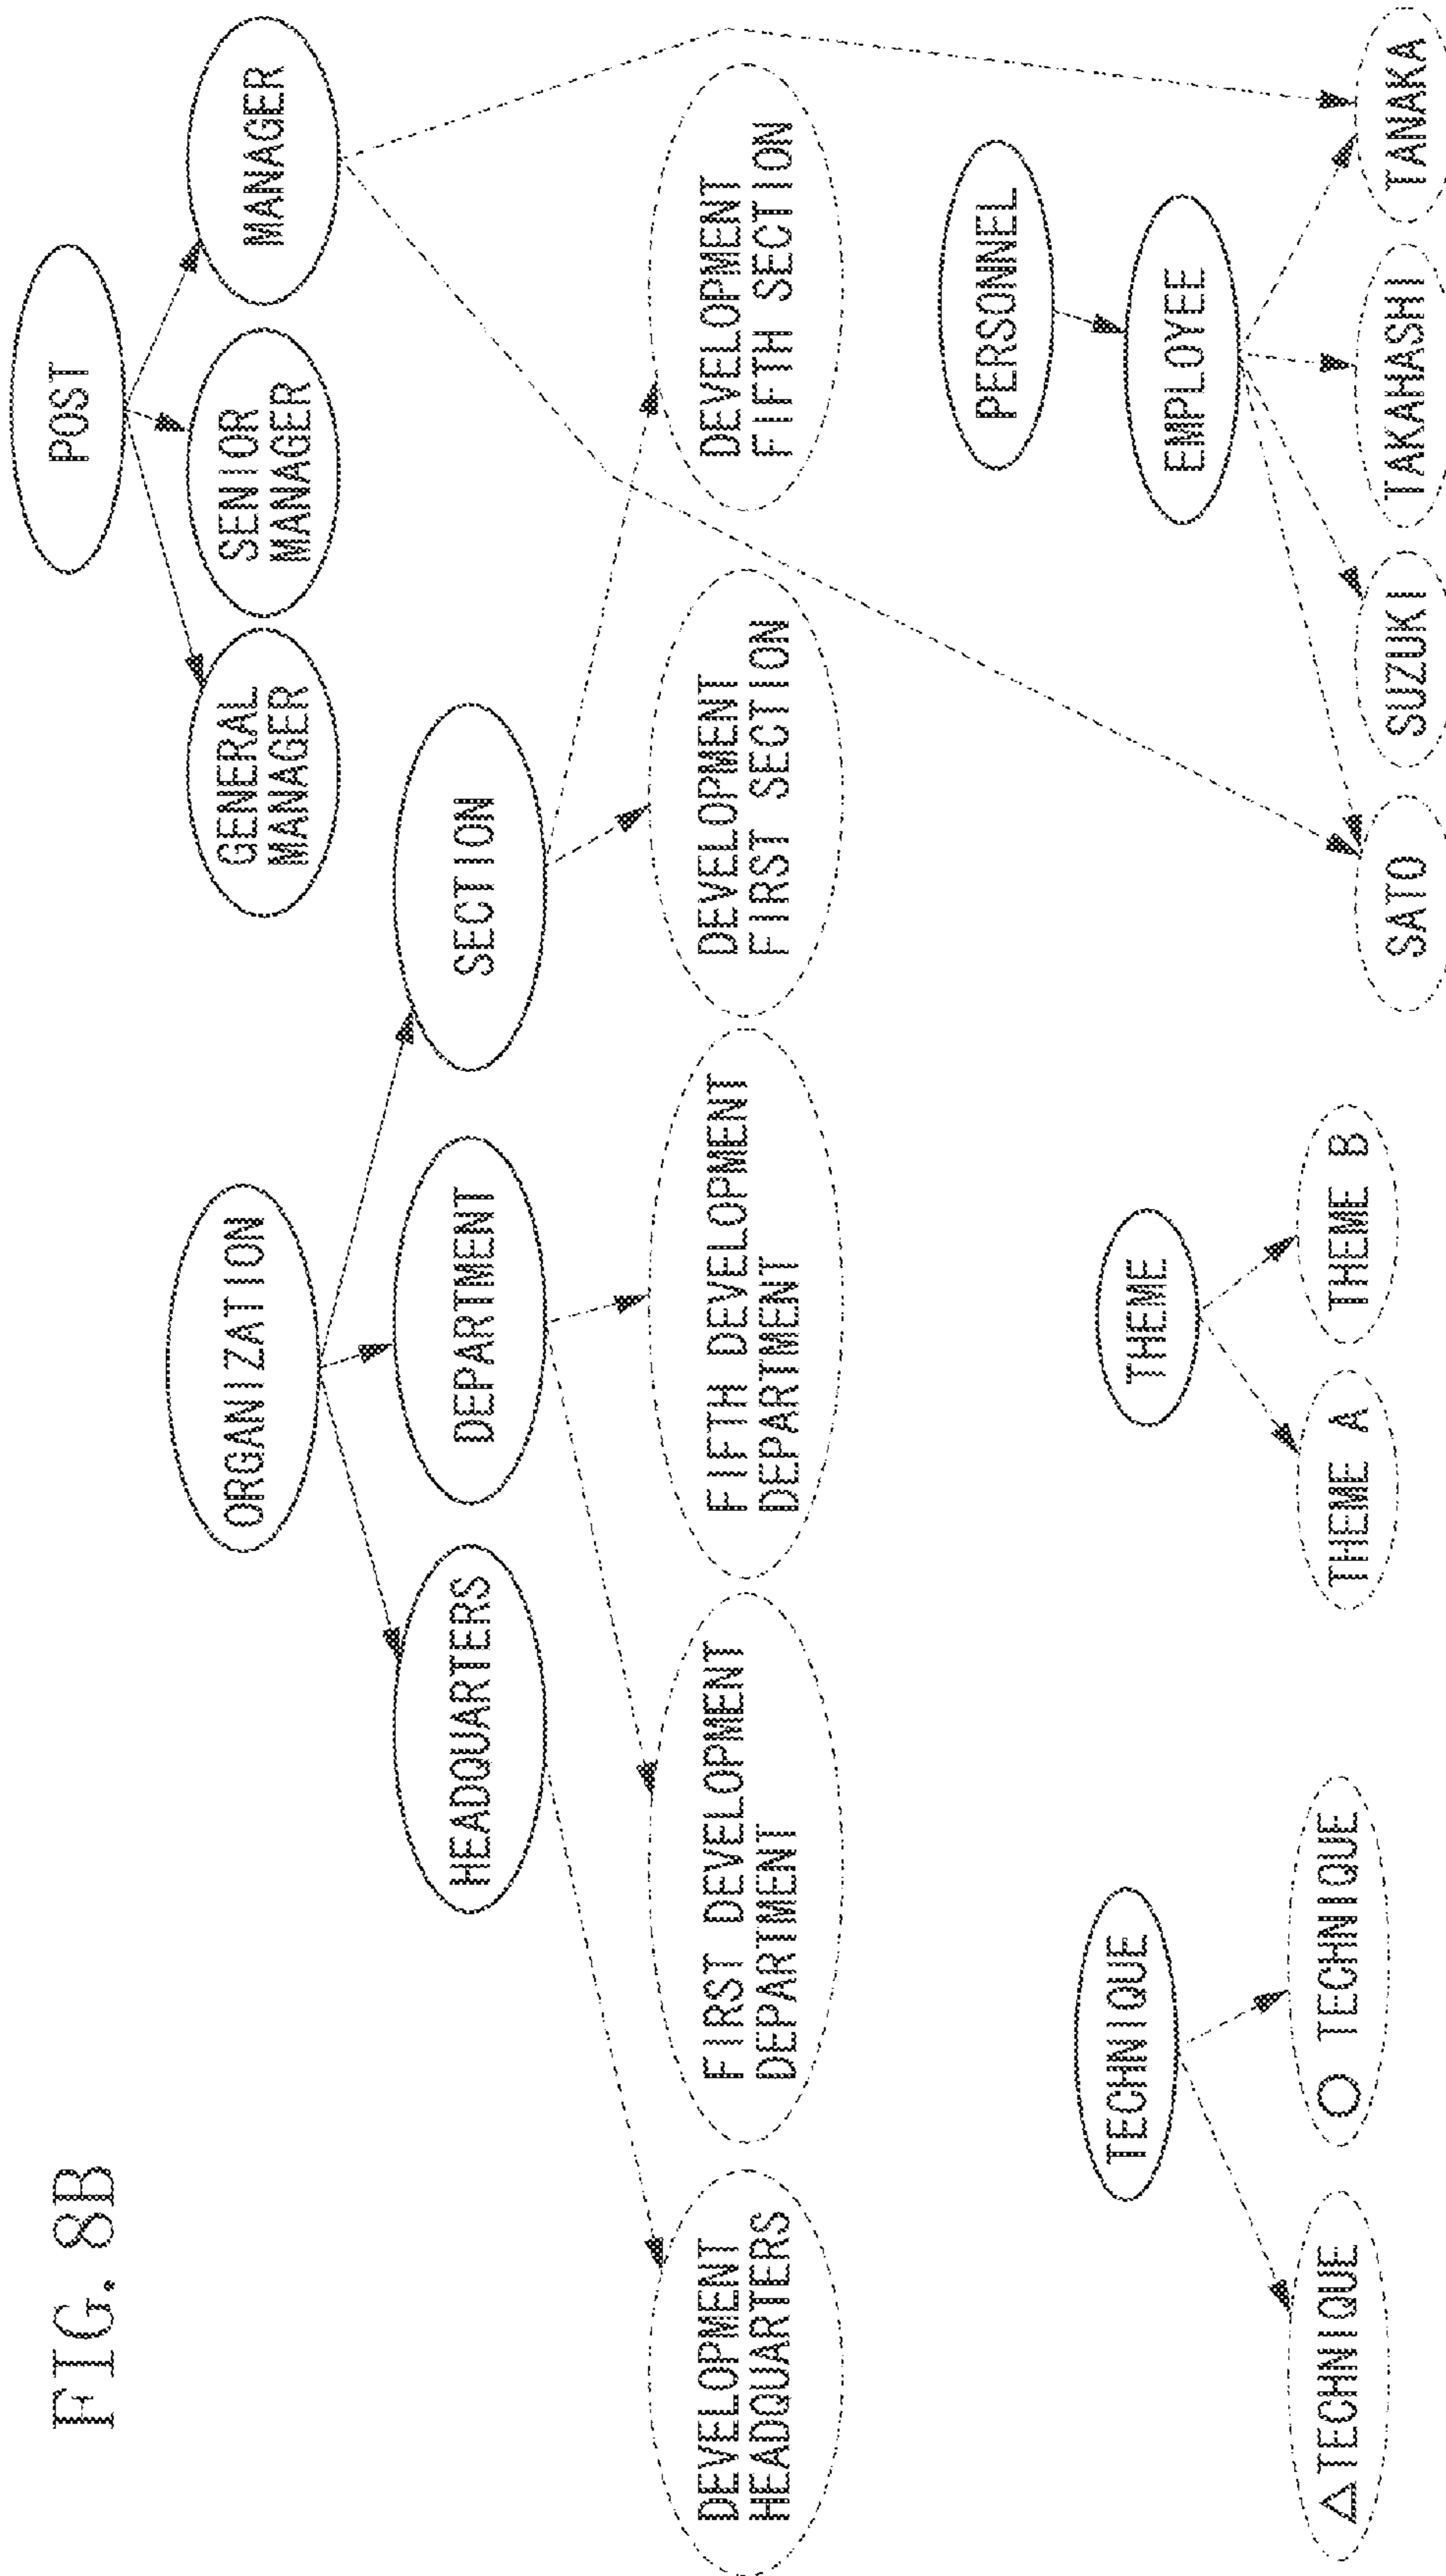 FIG. 8B
POST
GENERAL
MANAGER
SENIOR
MANAGER
MANAGER
ORGANIZATION
HEADQUARTERS
DEPARTMENT
SECTION
DEVELOPMENT
HEADQUARTERS
FIRST DEVELOPMENT
DEPARTMENT
FIFTH DEVELOPMENT
DEPARTMENT
DEVELOPMENT
FIRST SECTION
DEVELOPMENT
FIFTH SECTION
TECHNIQUE
△TECHNIQUE
○ TECHNIQUE
THEME
THEME A
THEME B
PERSONNEL
EMPLOYEE
SATO
SUZUKI
TAKAHASHI
TANAKA